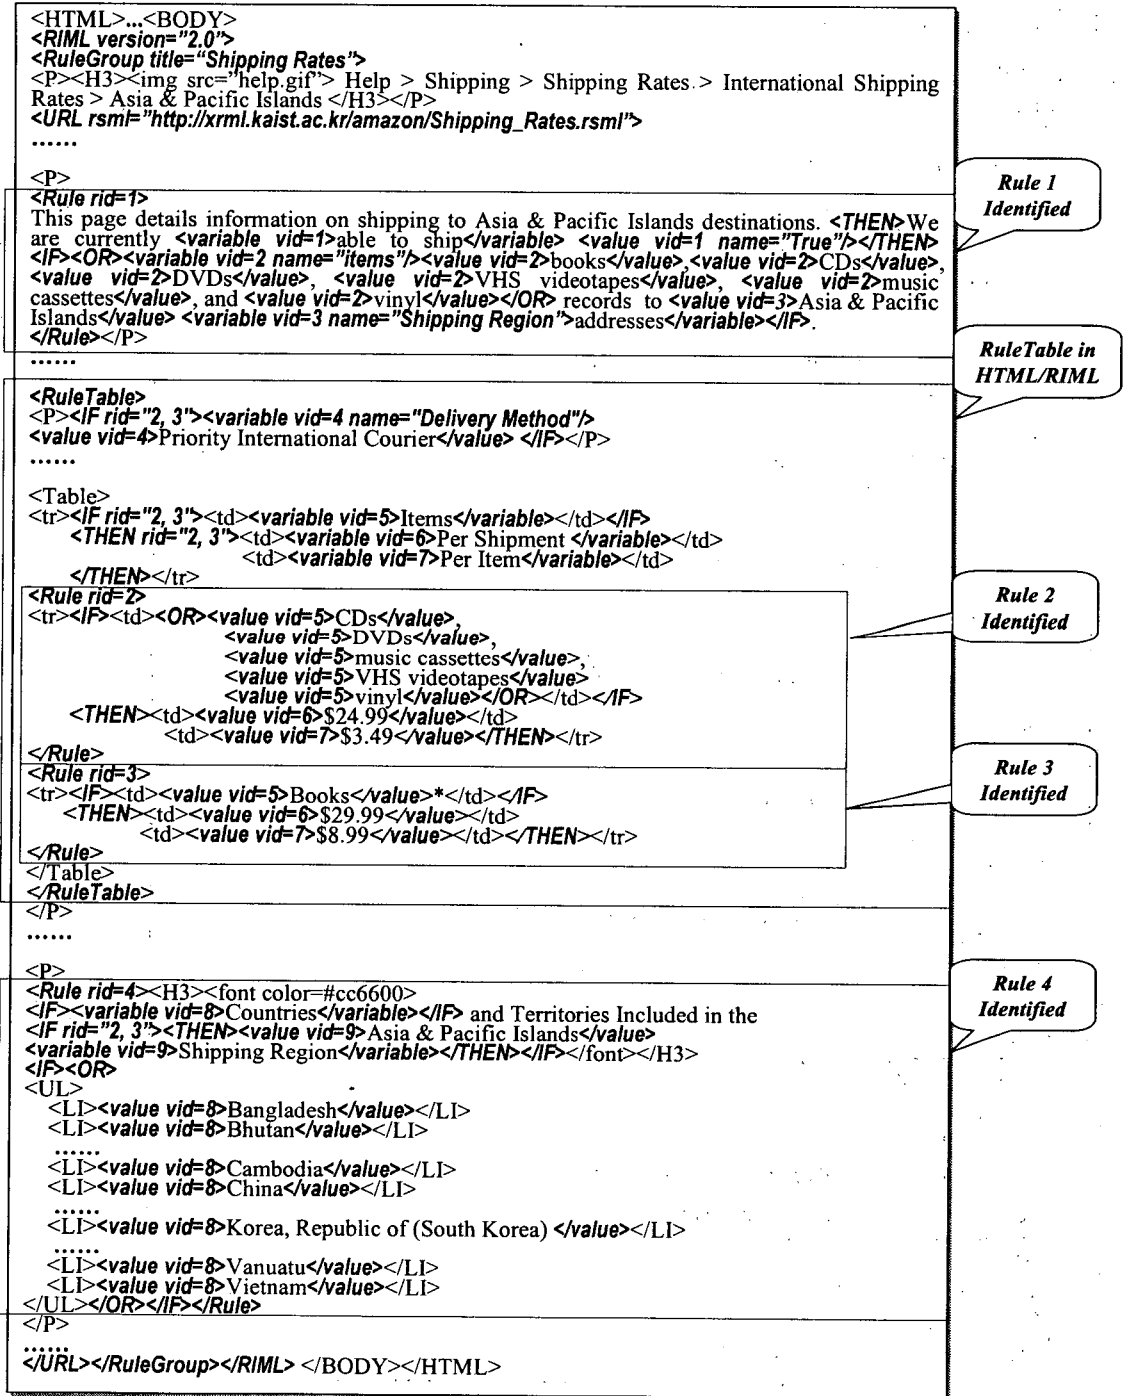 <HTML>...<BODY>
<RIML version="2.0">
<RuleGroup title="Shipping Rates">
<P><H3><img src="help.gif"> Help > Shipping > Shipping Rates > International Shipping
Rates > Asia & Pacific Islands </H3></P>
<URL rsml="http://xrml.kaist.ac.kr/amazon/Shipping_Rates.rsml">
......
<P>
<Rule rid=1>
This page details information on shipping to Asia & Pacific Islands destinations. <THEN>We
are currently <variable vid=1>able to ship</variable> <value vid=1 name="True"/></THEN>
<IF><OR><variable vid=2 name="items"/><value vid=2>books</value>,<value vid=2>CDs</value>,
<value vid=2>DVDs</value>, <value vid=2>VHS videotapes</value>, <value vid=2>music
cassettes</value>, and <value vid=2>vinyl</value></OR> records to <value vid=3>Asia & Pacific
Islands</value> <variable vid=3 name="Shipping Region">addresses</variable></IF>.
</Rule></P>
......
Rule 1
Identified
<RuleTable>
<P><IF rid="2, 3"><variable vid=4 name="Delivery Method"/>
<value vid=4>Priority International Courier</value> </IF></P>
......
RuleTable in
HTML/RIML
<Table>
<tr><IF rid="2, 3"><td><variable vid=5>Items</variable></td></IF>
<THEN rid="2, 3"><td><variable vid=6>Per Shipment </variable></td>
<td><variable vid=7>Per Item</variable></td>
</THEN></tr>
<Rule rid=2>
<tr><IF><td><OR><value vid=5>CDs</value>,
<value vid=5>DVDs</value>,
<value vid=5>music cassettes</value>,
<value vid=5>VHS videotapes</value>
<value vid=5>vinyl</value></OR></td></IF>
<THEN><td><value vid=6>$24.99</value></td>
<td><value vid=7>$3.49</value></THEN></tr>
</Rule>
Rule 2
Identified
<Rule rid=3>
<tr><IF><td><value vid=5>Books</value>*</td></IF>
<THEN><td><value vid=6>$29.99</value></td>
<td><value vid=7>$8.99</value></td></THEN></tr>
</Rule>
Rule 3
Identified
</Table>
</RuleTable>
</P>
......
<P>
<Rule rid=4><H3><font color=#cc6600>
<IF><variable vid=8>Countries</variable></IF> and Territories Included in the
<IF rid="2, 3"><THEN><value vid=9>Asia & Pacific Islands</value>
<variable vid=9>Shipping Region</variable></THEN></IF></font></H3>
<IF><OR>
<UL>
<LI><value vid=8>Bangladesh</value></LI>
<LI><value vid=8>Bhutan</value></LI>
......
<LI><value vid=8>Cambodia</value></LI>
<LI><value vid=8>China</value></LI>
......
<LI><value vid=8>Korea, Republic of (South Korea) </value></LI>
......
<LI><value vid=8>Vanuatu</value></LI>
<LI><value vid=8>Vietnam</value></LI>
</UL></OR></IF></Rule>
Rule 4
Identified
</P>
......
</URL></RuleGroup></RIML> </BODY></HTML>